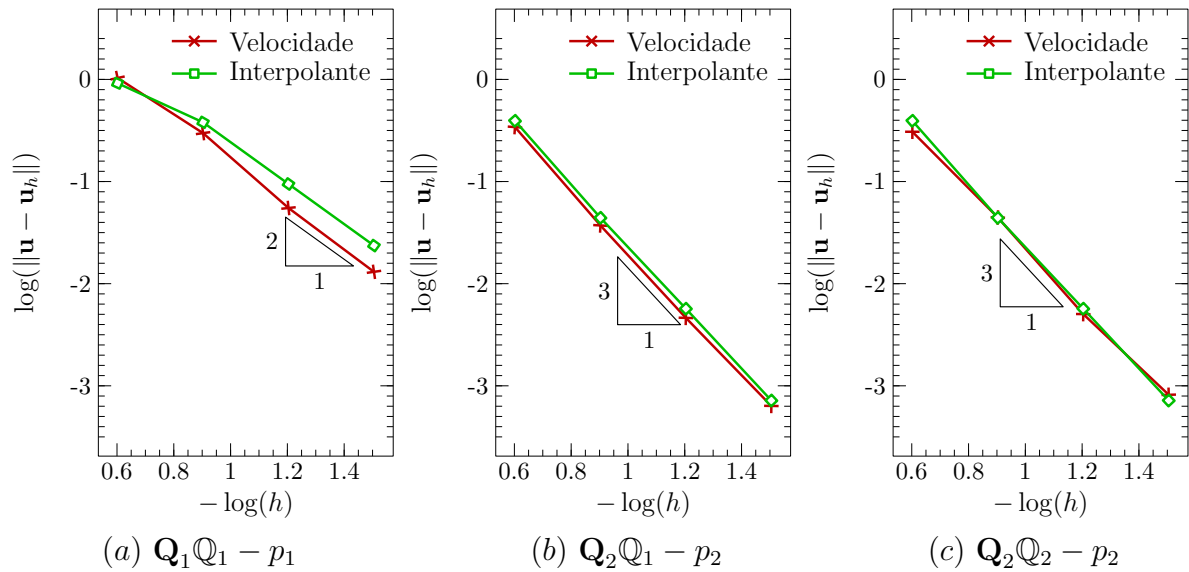 Velocidade
Interpolante
0
-1
-2
-3
log(||𝐮 − 𝐮ₕ||)
2
1
0.6 0.8 1 1.2 1.4
− log(h)
(a) 𝐐₁ℚ₁ − p₁
Velocidade
Interpolante
0
-1
-2
-3
log(||𝐮 − 𝐮ₕ||)
3
1
0.6 0.8 1 1.2 1.4
− log(h)
(b) 𝐐₂ℚ₁ − p₂
Velocidade
Interpolante
0
-1
-2
-3
log(||𝐮 − 𝐮ₕ||)
3
1
0.6 0.8 1 1.2 1.4
− log(h)
(c) 𝐐₂ℚ₂ − p₂